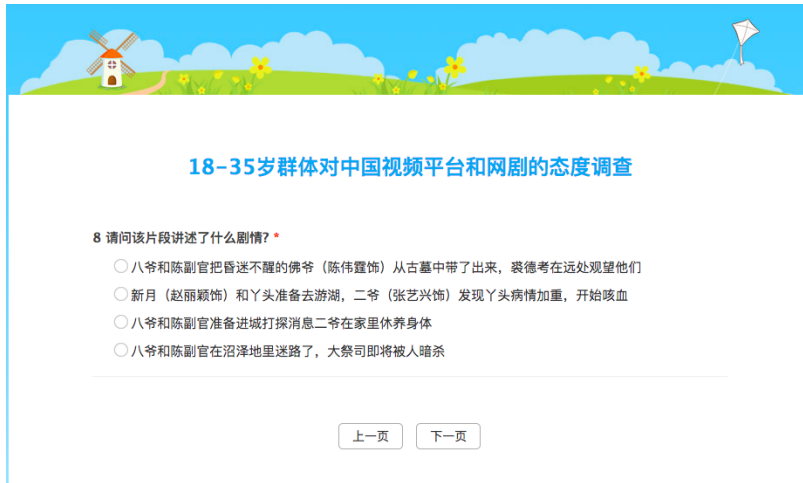 18-35岁群体对中国视频平台和网剧的态度调查
8 请问该片段讲述了什么剧情? *
八爷和陈副官把昏迷不醒的佛爷（陈伟霆饰）从古墓中带了出来，裘德考在远处观望他们
新月（赵丽颖饰）和丫头准备去游湖，二爷（张艺兴饰）发现丫头病情加重，开始咳血
八爷和陈副官准备进城打探消息二爷在家里休养身体
八爷和陈副官在沼泽地里迷路了，大祭司即将被人暗杀
上一页 下一页